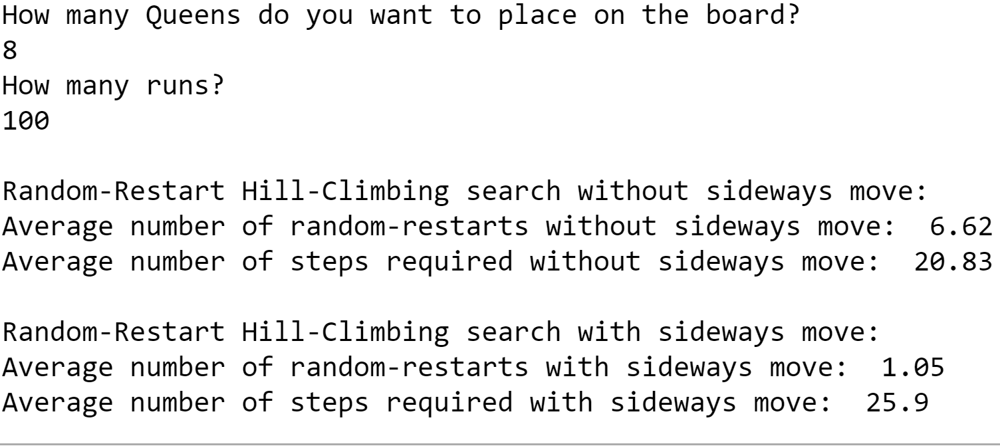 How many Queens do you want to place on the board?
8
How many runs?
100
Random-Restart Hill-Climbing search without sideways move:
Average number of random-restarts without sideways move:  6.62
Average number of steps required without sideways move:  20.83
Random-Restart Hill-Climbing search with sideways move:
Average number of random-restarts with sideways move:  1.05
Average number of steps required with sideways move:  25.9